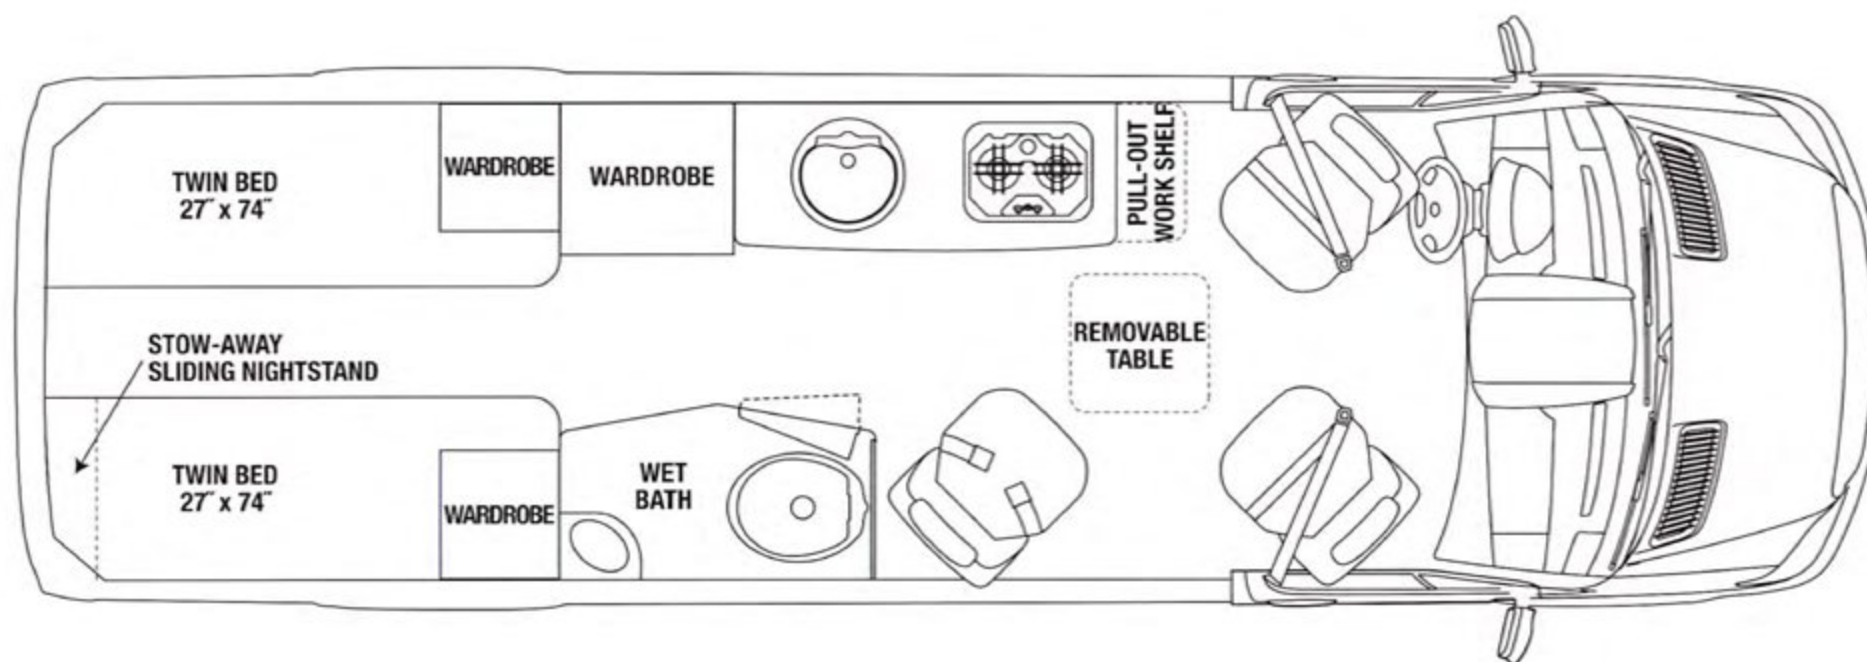 TWIN BED
27˝ x 74˝
WARDROBE
WARDROBE
PULL-OUT
WORK SHELF
REMOVABLE
TABLE
STOW-AWAY
SLIDING NIGHTSTAND
TWIN BED
27˝ x 74˝
WARDROBE
WET
BATH